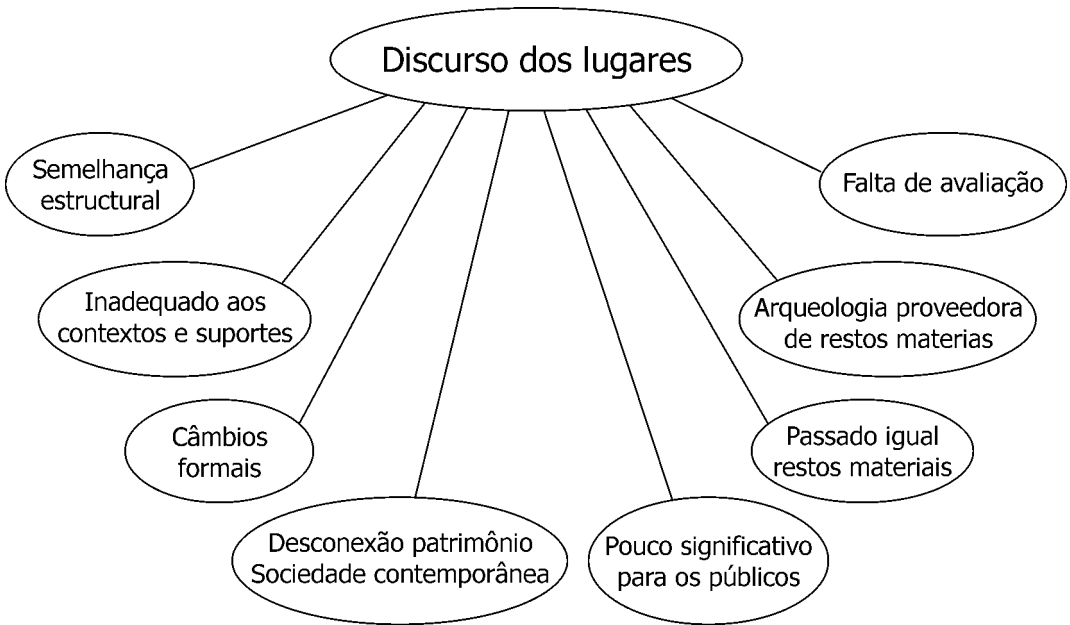 Discurso dos lugares
Semelhança
estructural
Falta de avaliação
Inadequado aos
contextos e suportes
Arqueologia proveedora
de restos materias
Câmbios
formais
Passado igual
restos materiais
Desconexão patrimônio
Sociedade contemporânea
Pouco significativo
para os públicos